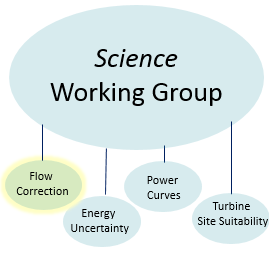 Science
Working Group
Flow
Correction
Energy
Uncertainty
Power
Curves
Turbine
Site Suitability